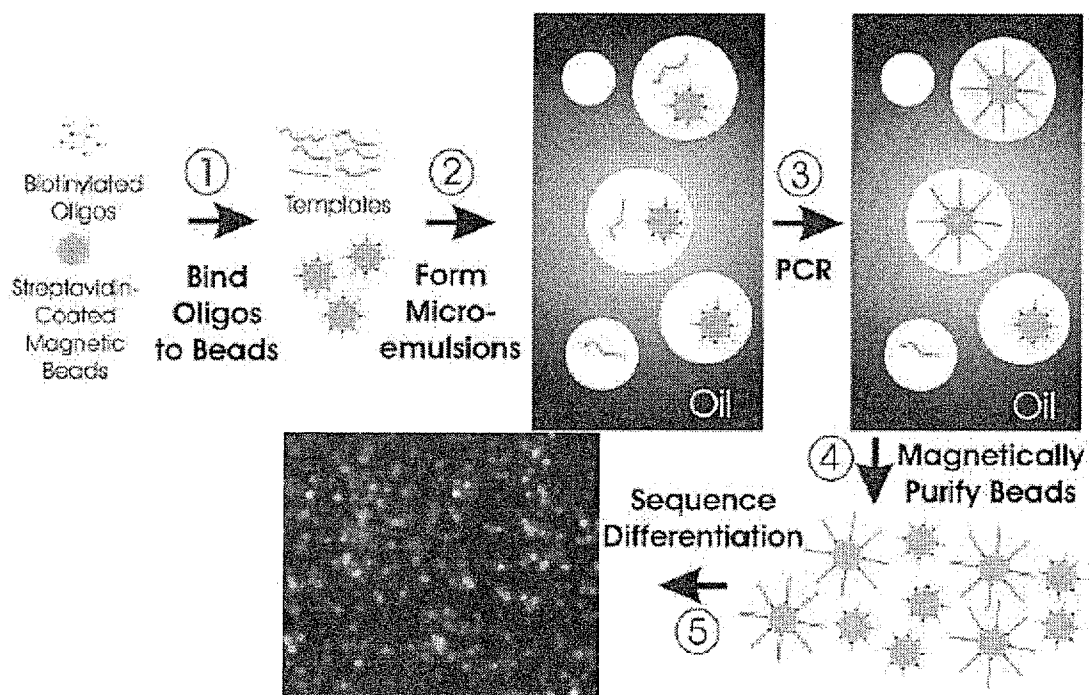 Biotinylated
Oligos
Streptavidin-
Coated
Magnetic
Beads
①
Bind
Oligos
to Beads
Templates
②
Form
Micro-
emulsions
Oil
③
PCR
Oil
④
Magnetically
Purify Beads
Sequence
Differentiation
⑤